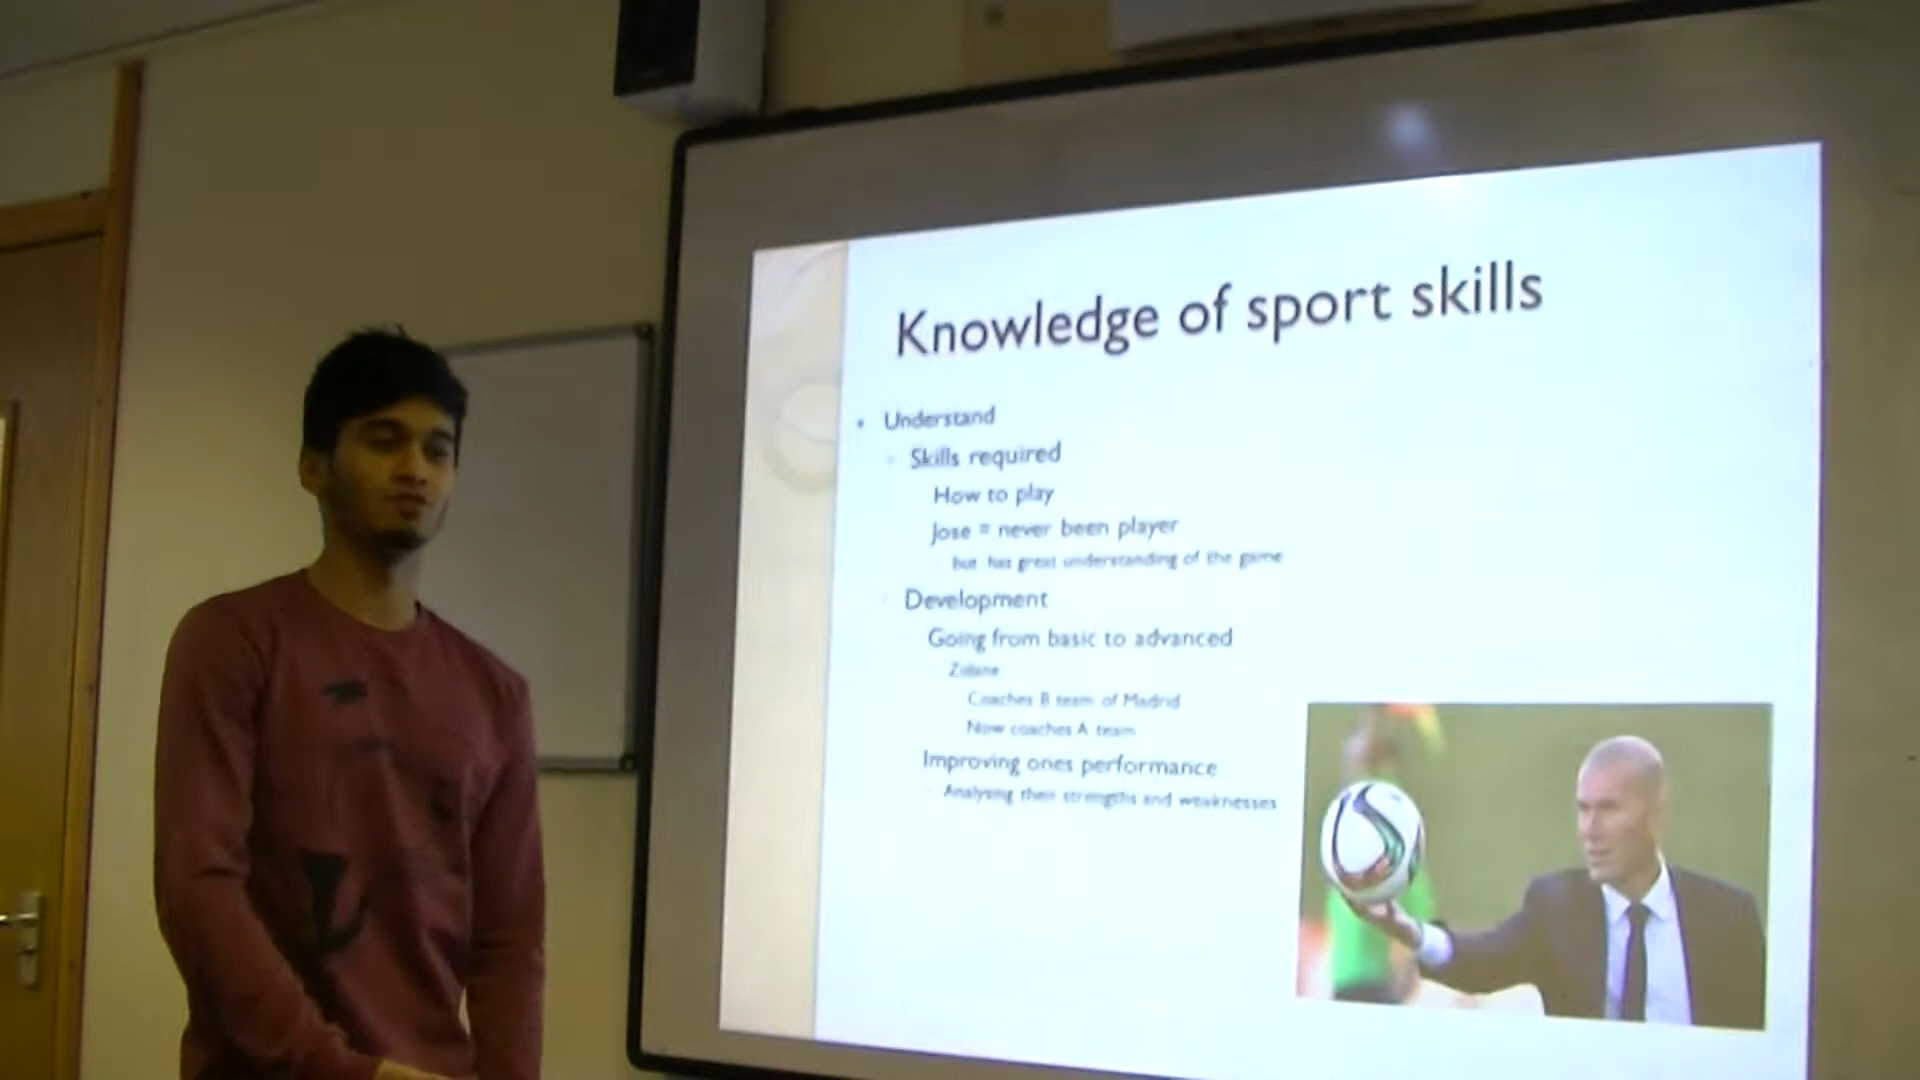 Knowledge of sport skills
Understand
Skills required
How to play
Jose = never been player
but has great understanding of the game
Development
Going from basic to advanced
Zidane
Coaches B team of Madrid
Now coaches A team
Improving ones performance
Analysing their strengths and weaknesses